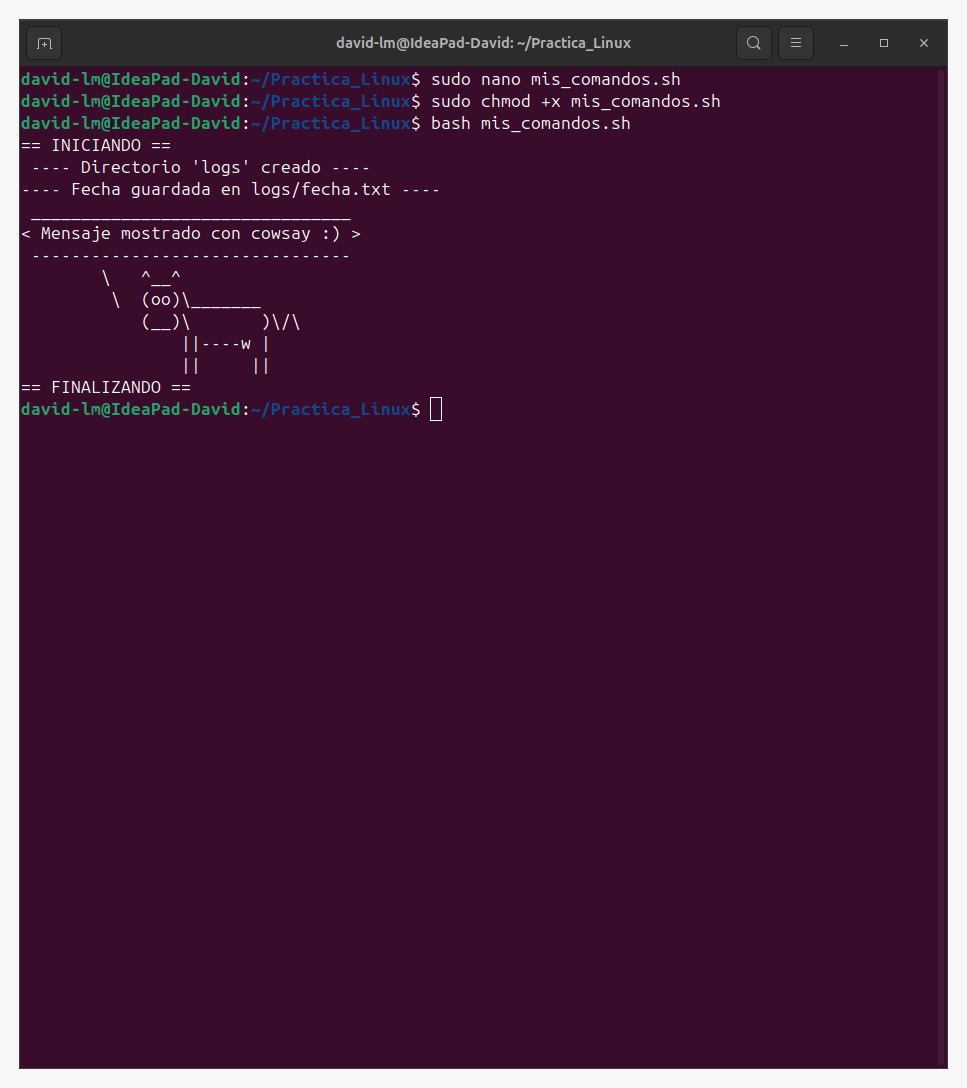 david-lm@IdeaPad-David: ~/Practica_Linux
david-lm@IdeaPad-David:~/Practica_Linux$ sudo nano mis_comandos.sh
david-lm@IdeaPad-David:~/Practica_Linux$ sudo chmod +x mis_comandos.sh
david-lm@IdeaPad-David:~/Practica_Linux$ bash mis_comandos.sh
== INICIANDO ==
 ---- Directorio 'logs' creado ----
---- Fecha guardada en logs/fecha.txt ----
 ________________________________
< Mensaje mostrado con cowsay :) >
 --------------------------------
        \   ^__^
         \  (oo)\_______
            (__)\       )\/\
                ||----w |
                ||     ||
== FINALIZANDO ==
david-lm@IdeaPad-David:~/Practica_Linux$